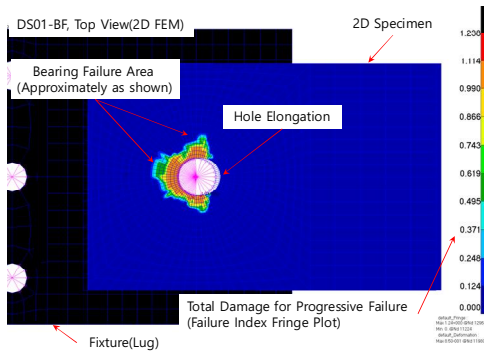 DS01-BF, Top View(2D FEM)
2D Specimen
Bearing Failure Area
(Approximately as shown)
Hole Elongation
1.230
1.114
0.990
0.866
0.743
0.619
0.495
0.371
0.248
0.124
0.000
Total Damage for Progressive Failure
(Failure Index Fringe Plot)
Fixture(Lug)
default_Fringe :
default_Deformation :